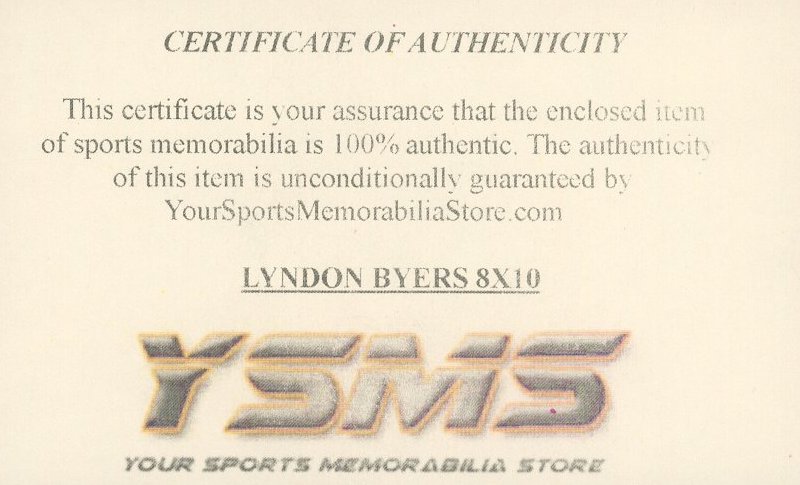 CERTIFICATE OF AUTHENTICITY
This certificate is your assurance that the enclosed item
of sports memorabilia is 100% authentic. The authenticity
of this item is unconditionally guaranteed by
YourSportsMemorabiliaStore.com
LYNDON BYERS 8X10
YSMS
YOUR SPORTS MEMORABILIA STORE